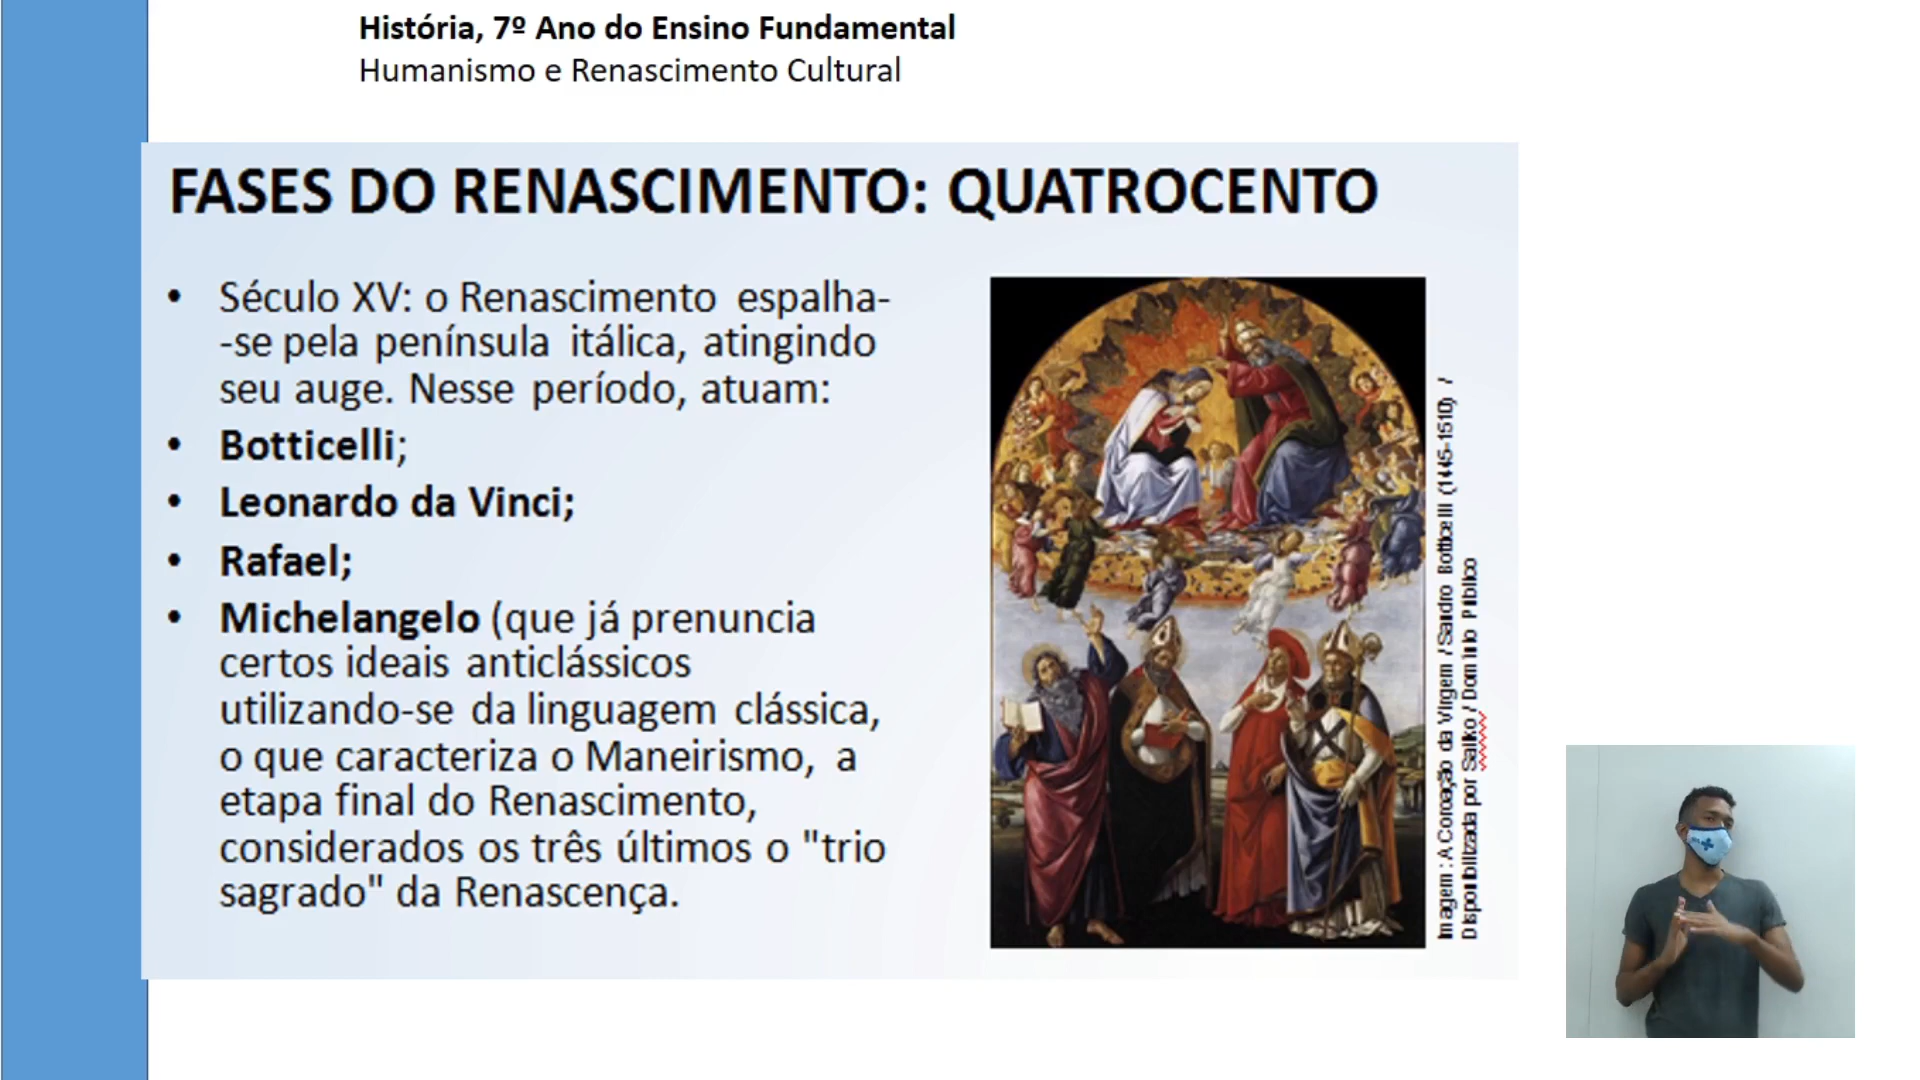 História, 7º Ano do Ensino Fundamental
Humanismo e Renascimento Cultural
FASES DO RENASCIMENTO: QUATROCENTO
• Século XV: o Renascimento espalha-
-se pela península itálica, atingindo
seu auge. Nesse período, atuam:
• Botticelli;
• Leonardo da Vinci;
• Rafael;
• Michelangelo (que já prenuncia
certos ideais anticlássicos
utilizando-se da linguagem clássica,
o que caracteriza o Maneirismo, a
etapa final do Renascimento,
considerados os três últimos o "trio
sagrado" da Renascença.
Imagem : A Coroação da Virgem / Sandro Botticelli (1445-1510) /
Disponibilizada por Sailko / Domínio Público